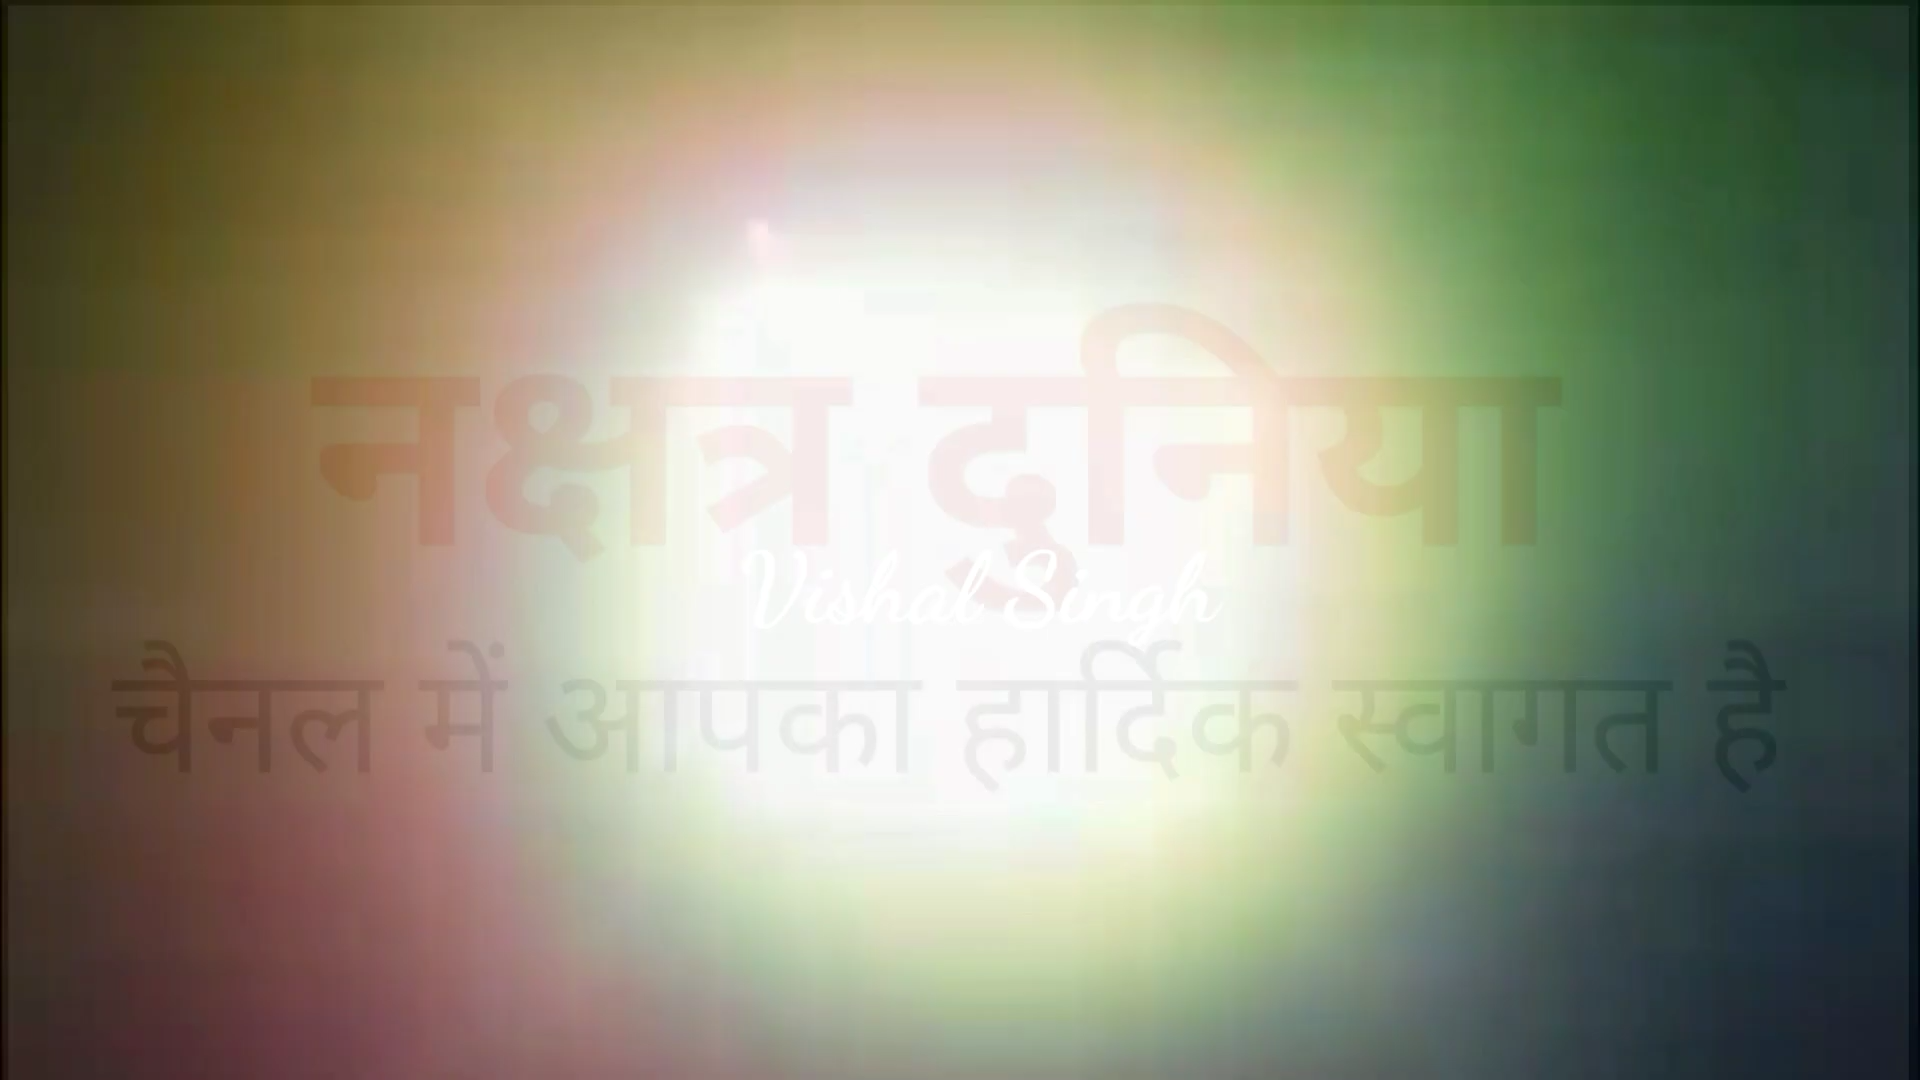 नक्षत्र दुनिया
Vishal Singh
चैनल में आपका हार्दिक स्वागत है